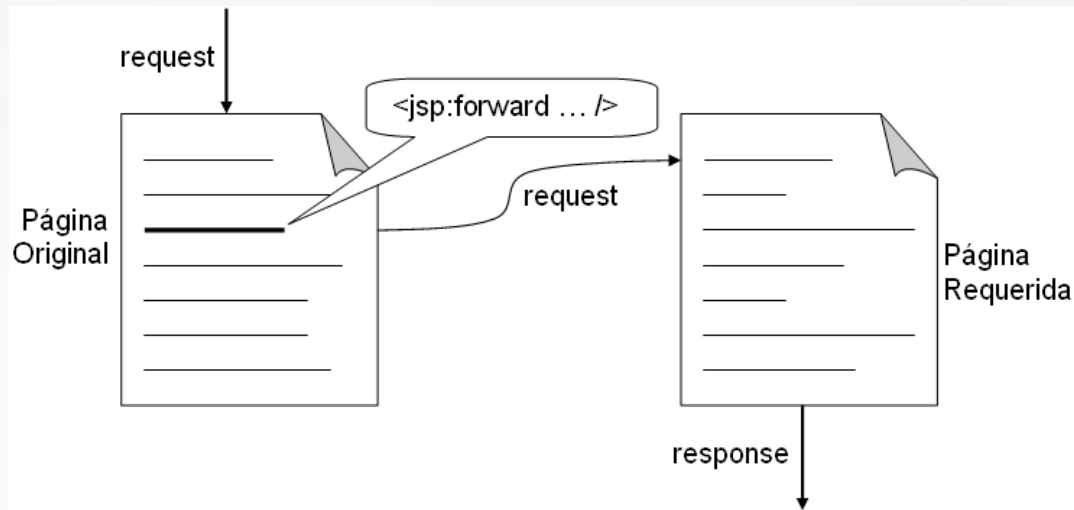 request
<jsp:forward … />
request
Página
Original
Página
Requerida
response